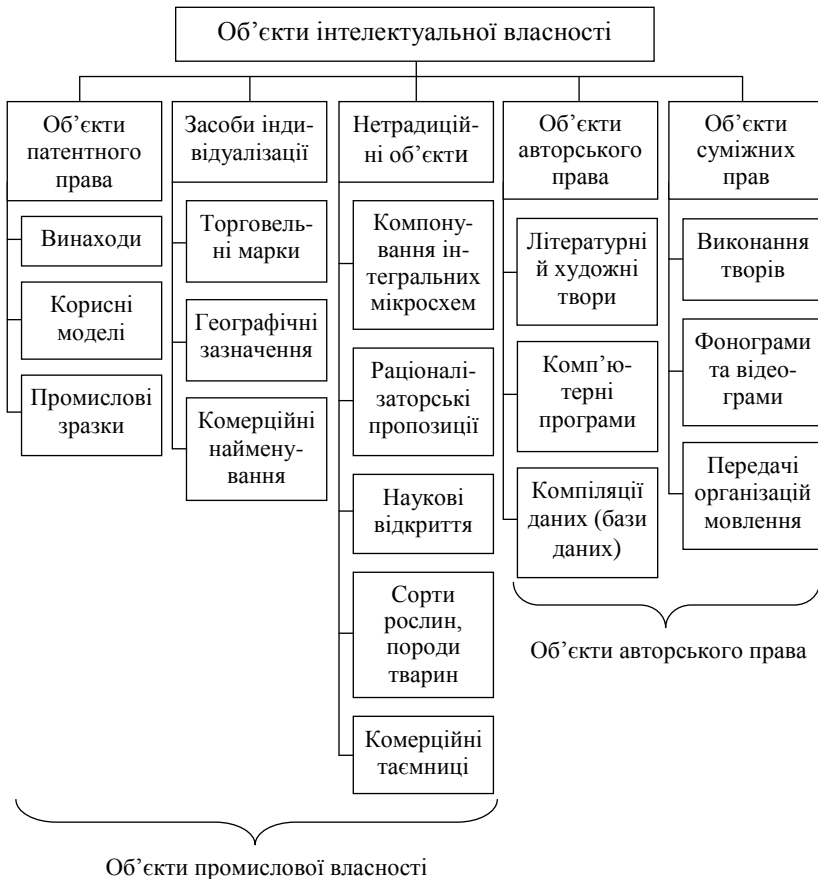 Об’єкти інтелектуальної власності
Об’єкти
патентного
права
Винаходи
Корисні
моделі
Промислові
зразки
Засоби інди-
відуалізації
Торговель-
ні марки
Географічні
зазначення
Комерційні
наймену-
вання
Нетрадицій-
ні об’єкти
Компону-
вання ін-
тегральних
мікросхем
Раціоналі-
заторські
пропозиції
Наукові
відкриття
Сорти
рослин,
породи
тварин
Комерційні
таємниці
Об’єкти
авторського
права
Літературні
й художні
твори
Комп’ю-
терні
програми
Компіляції
даних (бази
даних)
Об’єкти
суміжних
прав
Виконання
творів
Фонограми
та відео-
грами
Передачі
організацій
мовлення
Об’єкти авторського права
Об’єкти промислової власності